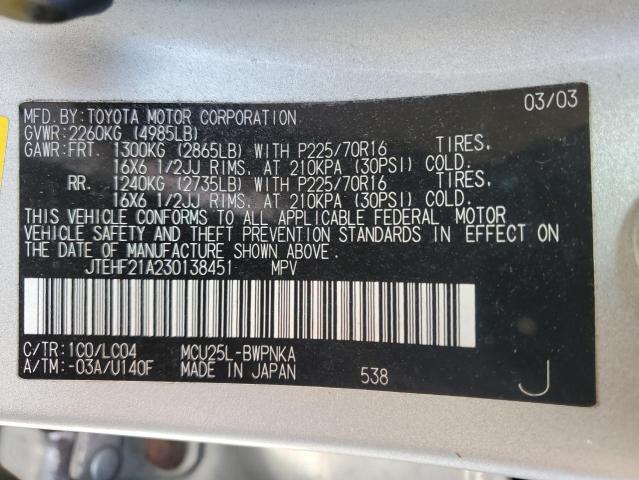 03/03
MFD. BY: TOYOTA MOTOR CORPORATION
GVWR: 2260KG (4985LB)
GAWR: FRT. 1300KG (2865LB) WITH P225/70R16 TIRES.
16X6 1/2JJ RIMS. AT 210KPA (30PSI) COLD.
RR. 1240KG (2735LB) WITH P225/70R16 TIRES.
16X6 1/2JJ RIMS. AT 210KPA (30PSI) COLD.
THIS VEHICLE CONFORMS TO ALL APPLICABLE FEDERAL MOTOR
VEHICLE SAFETY AND THEFT PREVENTION STANDARDS IN EFFECT ON
THE DATE OF MANUFACTURE SHOWN ABOVE.
JTEHF21A230138451 MPV
C/TR: 1C0/LC04 MCU25L-BWPNKA
A/TM: -03A/U140F MADE IN JAPAN 538 J